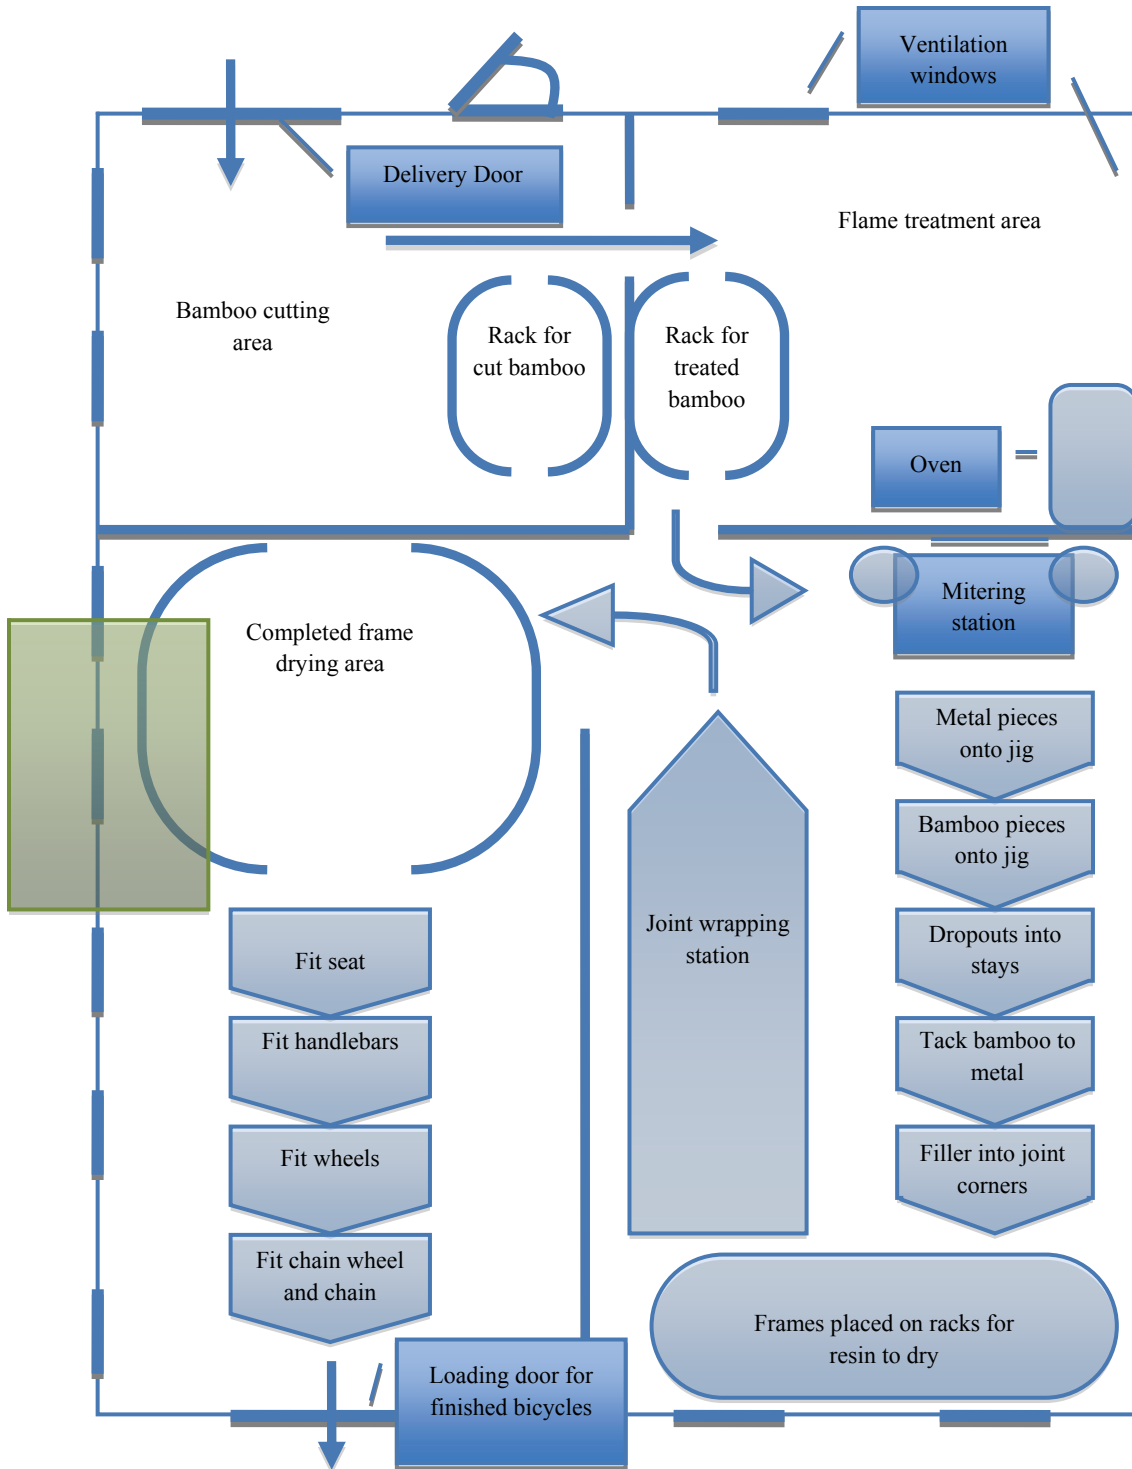 Ventilation
windows
Delivery Door
Flame treatment area
Bamboo cutting
area
Rack for
cut bamboo
Rack for
treated
bamboo
Oven
Mitering
station
Completed frame
drying area
Metal pieces
onto jig
Bamboo pieces
onto jig
Dropouts into
stays
Tack bamboo to
metal
Filler into joint
corners
Joint wrapping
station
Fit seat
Fit handlebars
Fit wheels
Fit chain wheel
and chain
Frames placed on racks for
resin to dry
Loading door for
finished bicycles